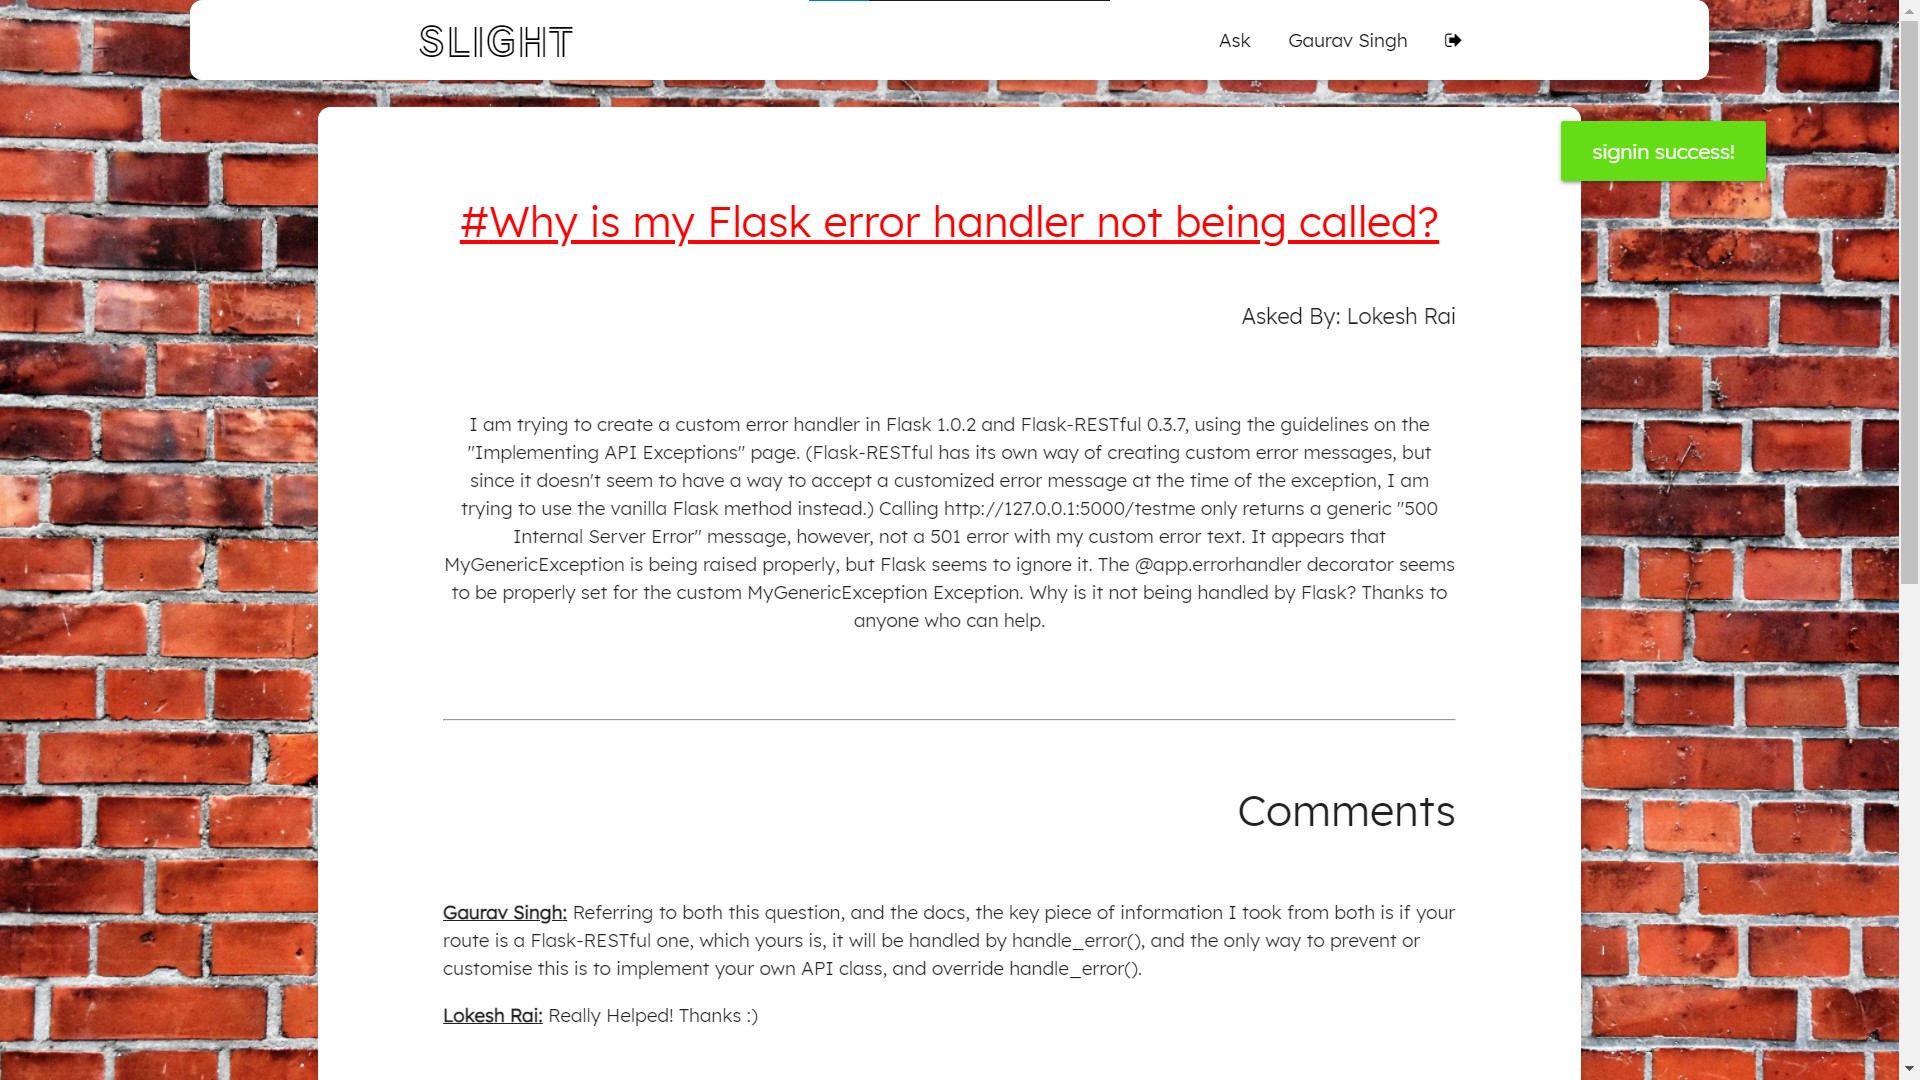 SLIGHT
Ask
Gaurav Singh
signin success!
#Why is my Flask error handler not being called?
Asked By: Lokesh Rai
I am trying to create a custom error handler in Flask 1.0.2 and Flask-RESTful 0.3.7, using the guidelines on the
"Implementing API Exceptions" page. (Flask-RESTful has its own way of creating custom error messages, but
since it doesn't seem to have a way to accept a customized error message at the time of the exception, I am
trying to use the vanilla Flask method instead.) Calling http://127.0.0.1:5000/testme only returns a generic "500
Internal Server Error" message, however, not a 501 error with my custom error text. It appears that
MyGenericException is being raised properly, but Flask seems to ignore it. The @app.errorhandler decorator seems
to be properly set for the custom MyGenericException Exception. Why is it not being handled by Flask? Thanks to
anyone who can help.
Comments
Gaurav Singh: Referring to both this question, and the docs, the key piece of information I took from both is if your
route is a Flask-RESTful one, which yours is, it will be handled by handle_error(), and the only way to prevent or
customise this is to implement your own API class, and override handle_error().
Lokesh Rai: Really Helped! Thanks :)